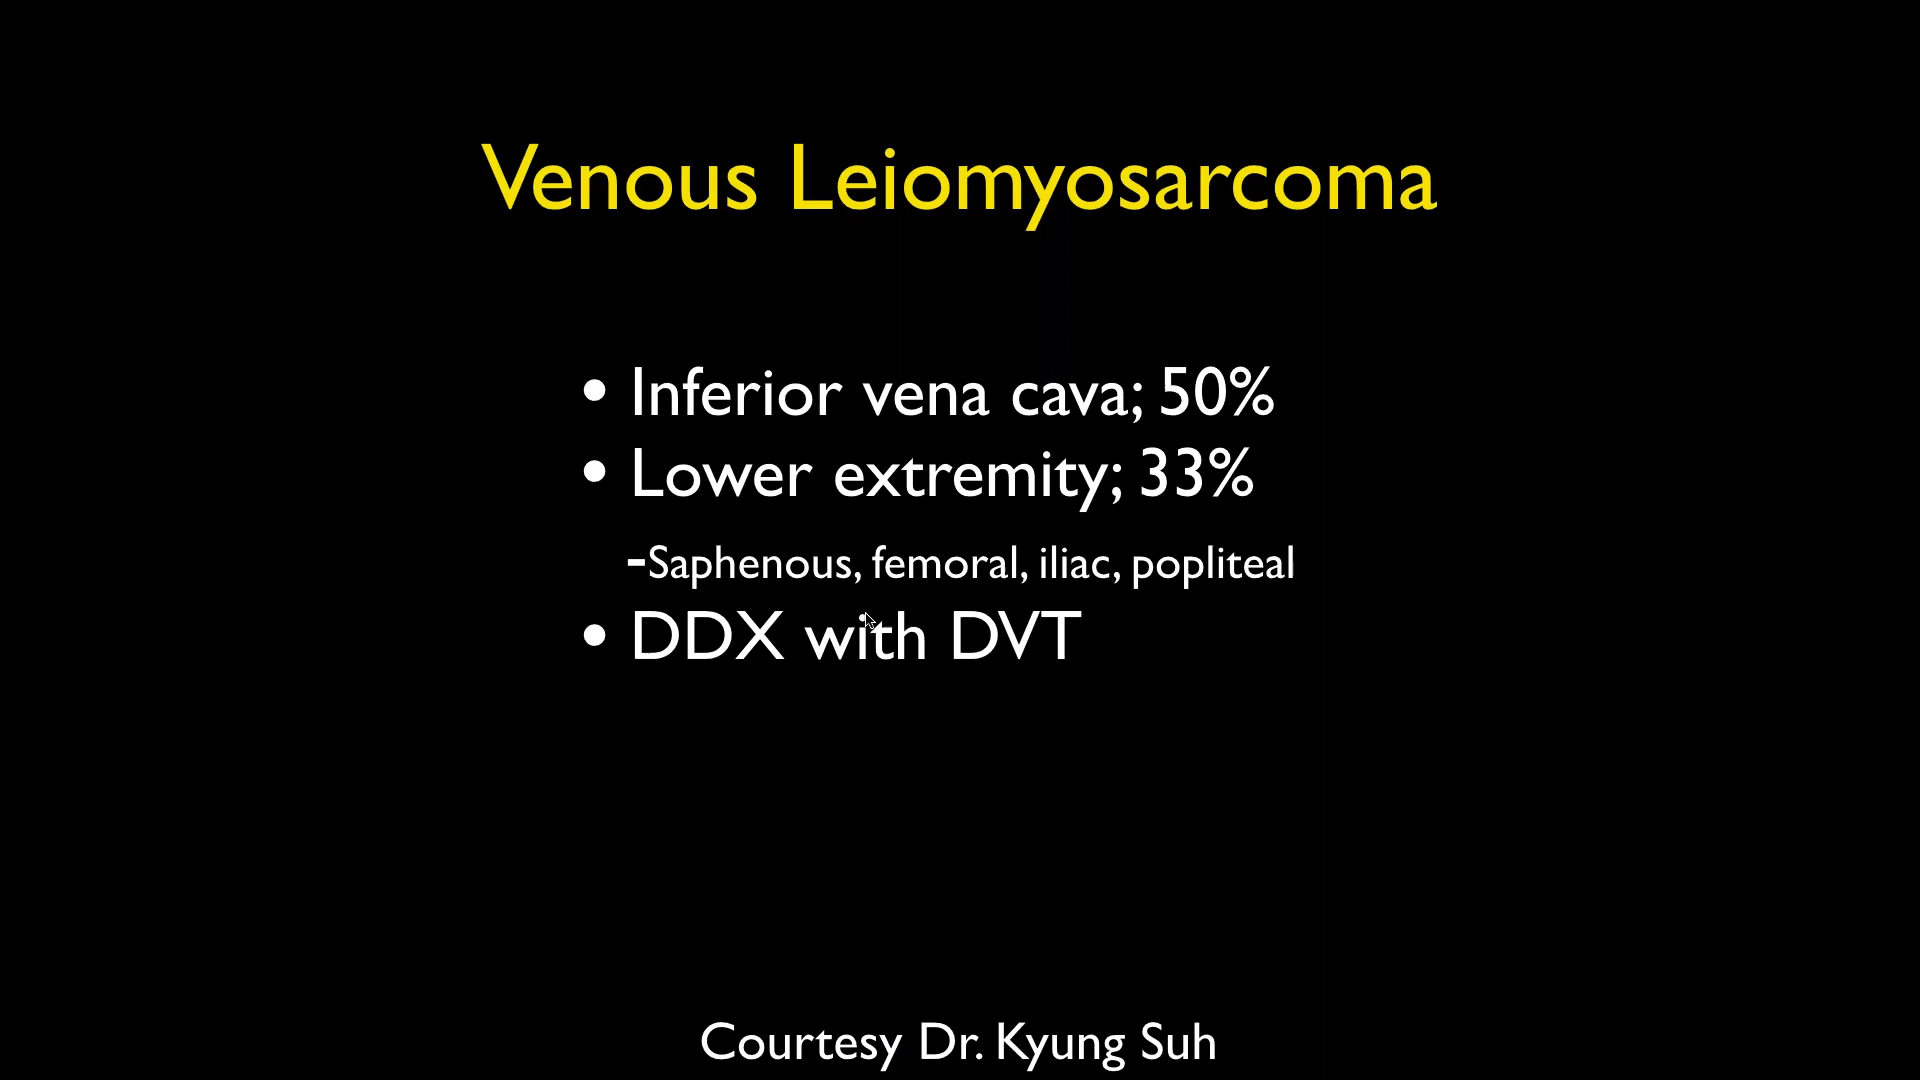 Venous Leiomyosarcoma
• Inferior vena cava; 50%
• Lower extremity; 33%
-Saphenous, femoral, iliac, popliteal
• DDX with DVT
Courtesy Dr. Kyung Suh